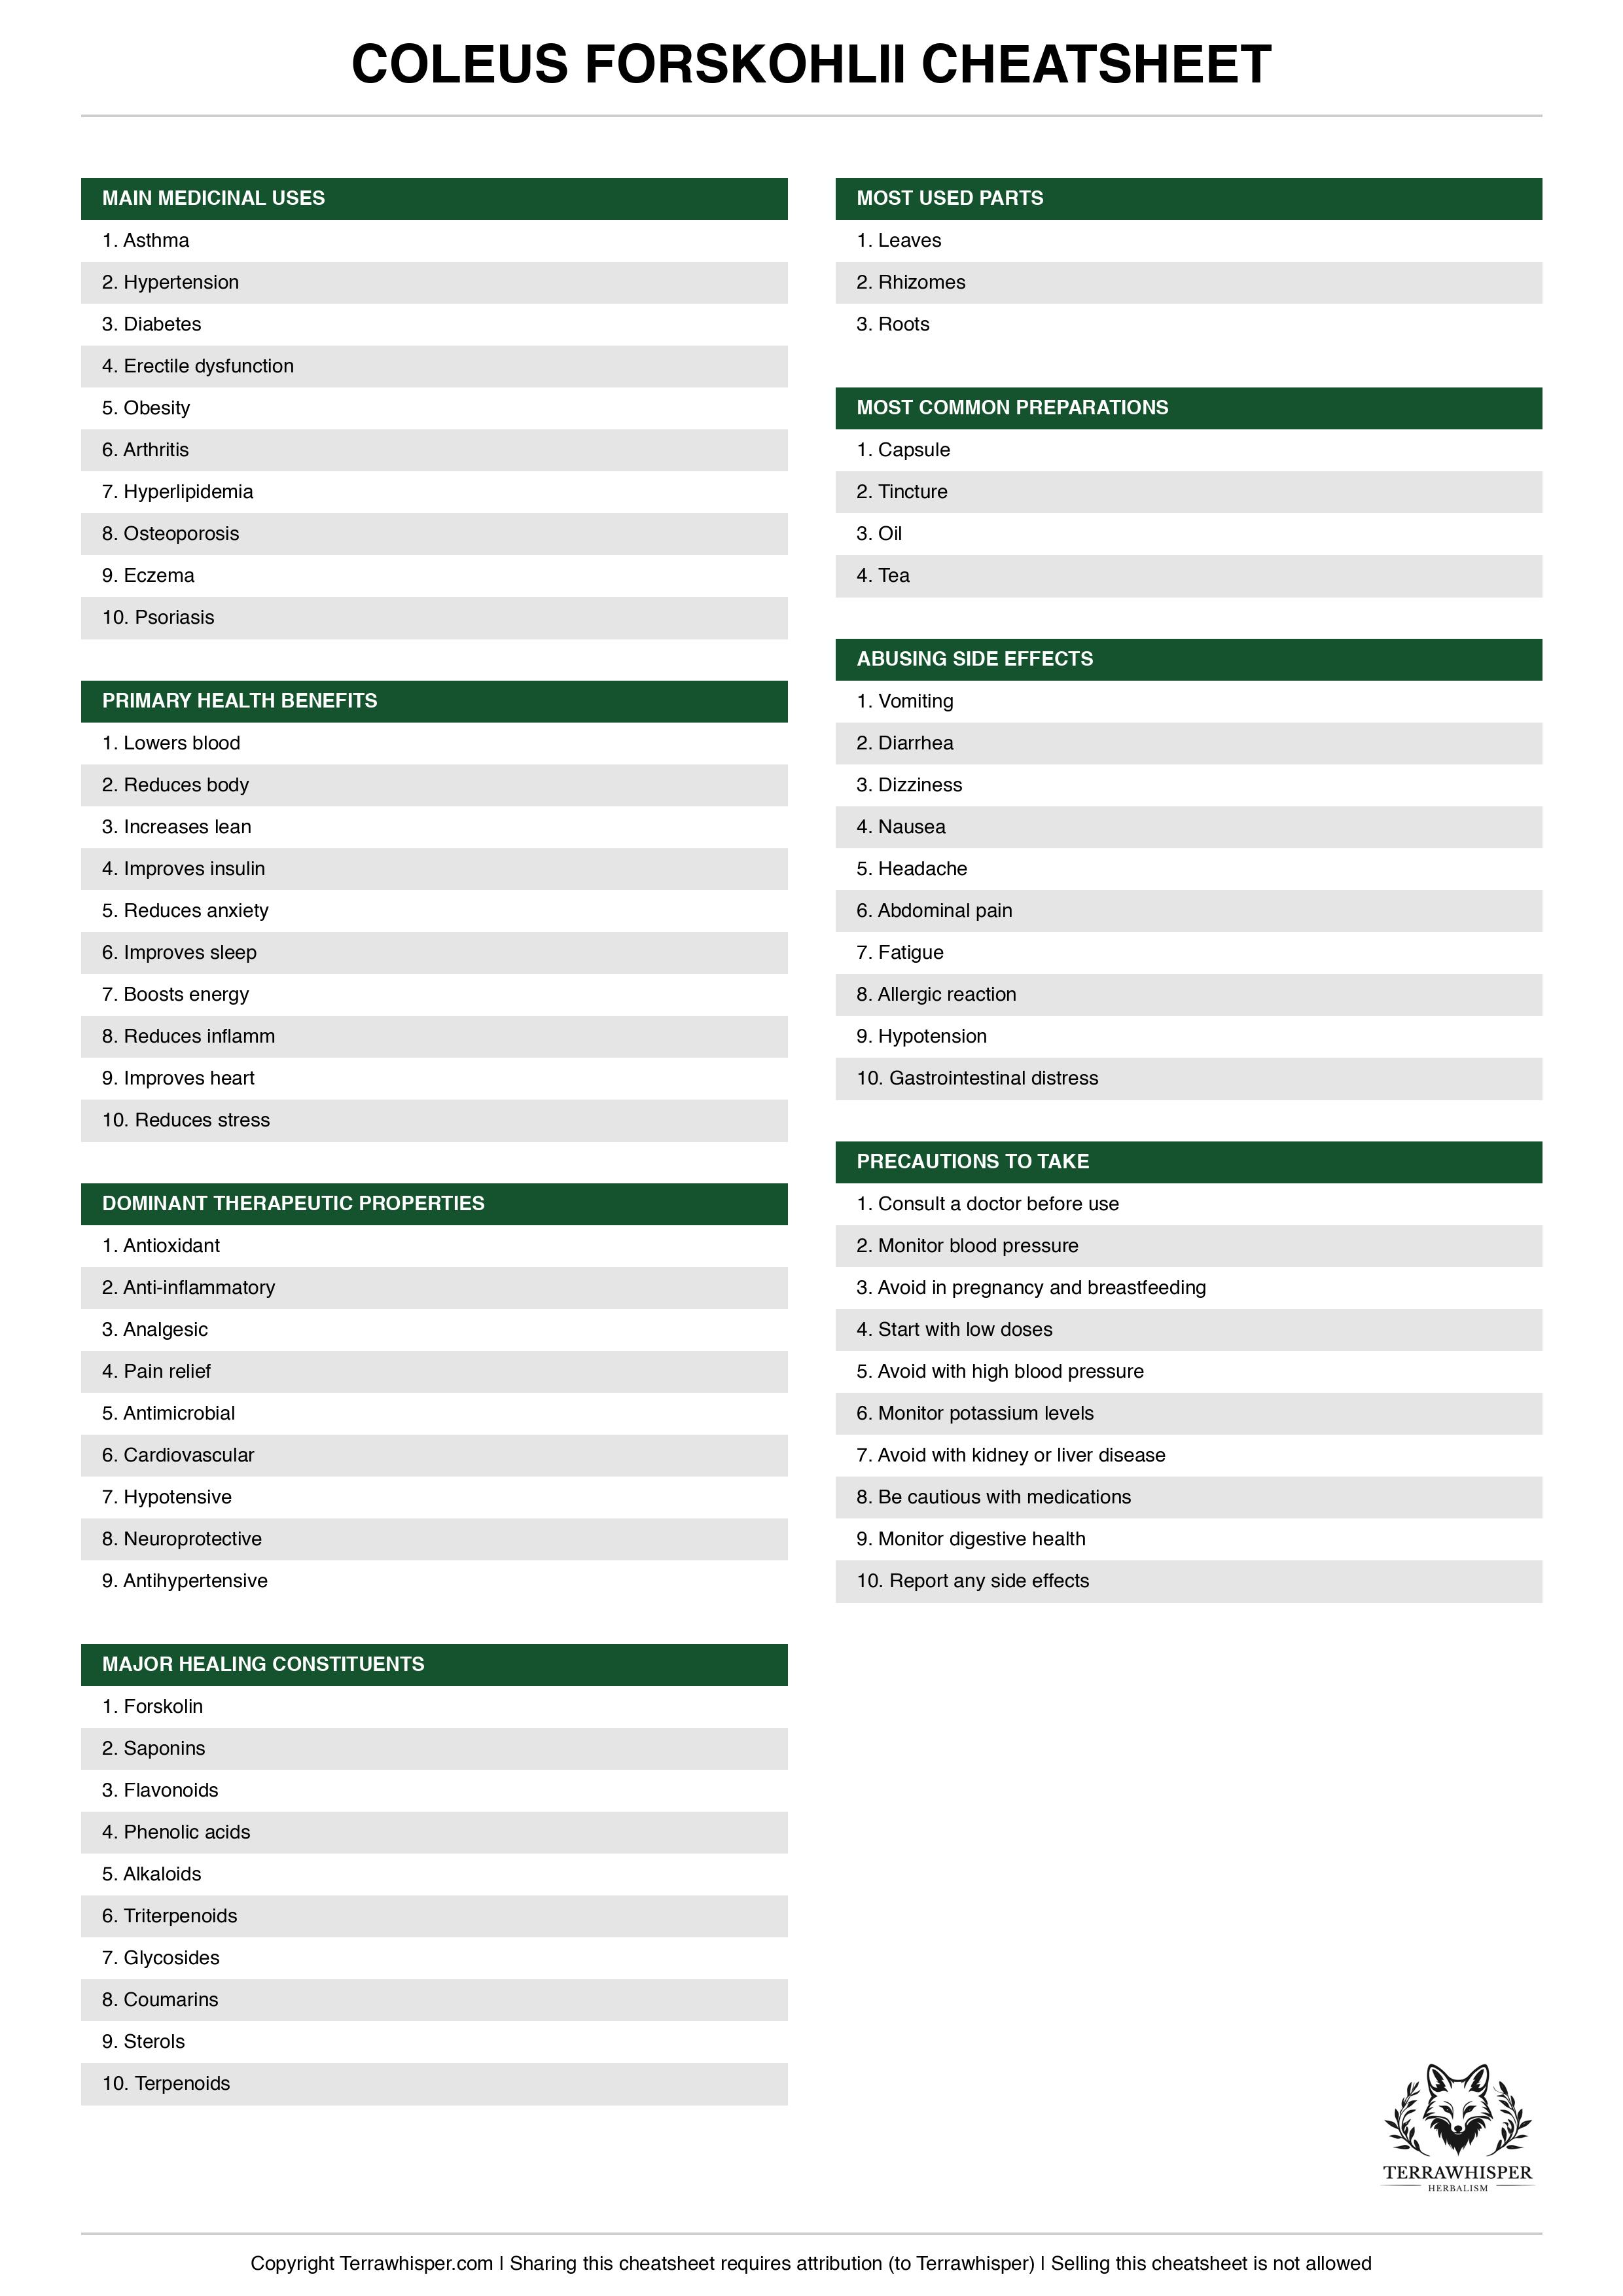 COLEUS FORSKOHLII CHEATSHEET
MAIN MEDICINAL USES
1. Asthma
2. Hypertension
3. Diabetes
4. Erectile dysfunction
5. Obesity
6. Arthritis
7. Hyperlipidemia
8. Osteoporosis
9. Eczema
10. Psoriasis
PRIMARY HEALTH BENEFITS
1. Lowers blood
2. Reduces body
3. Increases lean
4. Improves insulin
5. Reduces anxiety
6. Improves sleep
7. Boosts energy
8. Reduces inflamm
9. Improves heart
10. Reduces stress
DOMINANT THERAPEUTIC PROPERTIES
1. Antioxidant
2. Anti-inflammatory
3. Analgesic
4. Pain relief
5. Antimicrobial
6. Cardiovascular
7. Hypotensive
8. Neuroprotective
9. Antihypertensive
MAJOR HEALING CONSTITUENTS
1. Forskolin
2. Saponins
3. Flavonoids
4. Phenolic acids
5. Alkaloids
6. Triterpenoids
7. Glycosides
8. Coumarins
9. Sterols
10. Terpenoids
MOST USED PARTS
1. Leaves
2. Rhizomes
3. Roots
MOST COMMON PREPARATIONS
1. Capsule
2. Tincture
3. Oil
4. Tea
ABUSING SIDE EFFECTS
1. Vomiting
2. Diarrhea
3. Dizziness
4. Nausea
5. Headache
6. Abdominal pain
7. Fatigue
8. Allergic reaction
9. Hypotension
10. Gastrointestinal distress
PRECAUTIONS TO TAKE
1. Consult a doctor before use
2. Monitor blood pressure
3. Avoid in pregnancy and breastfeeding
4. Start with low doses
5. Avoid with high blood pressure
6. Monitor potassium levels
7. Avoid with kidney or liver disease
8. Be cautious with medications
9. Monitor digestive health
10. Report any side effects
TERRAWHISPER
HERBALISM
Copyright Terrawhisper.com | Sharing this cheatsheet requires attribution (to Terrawhisper) | Selling this cheatsheet is not allowed